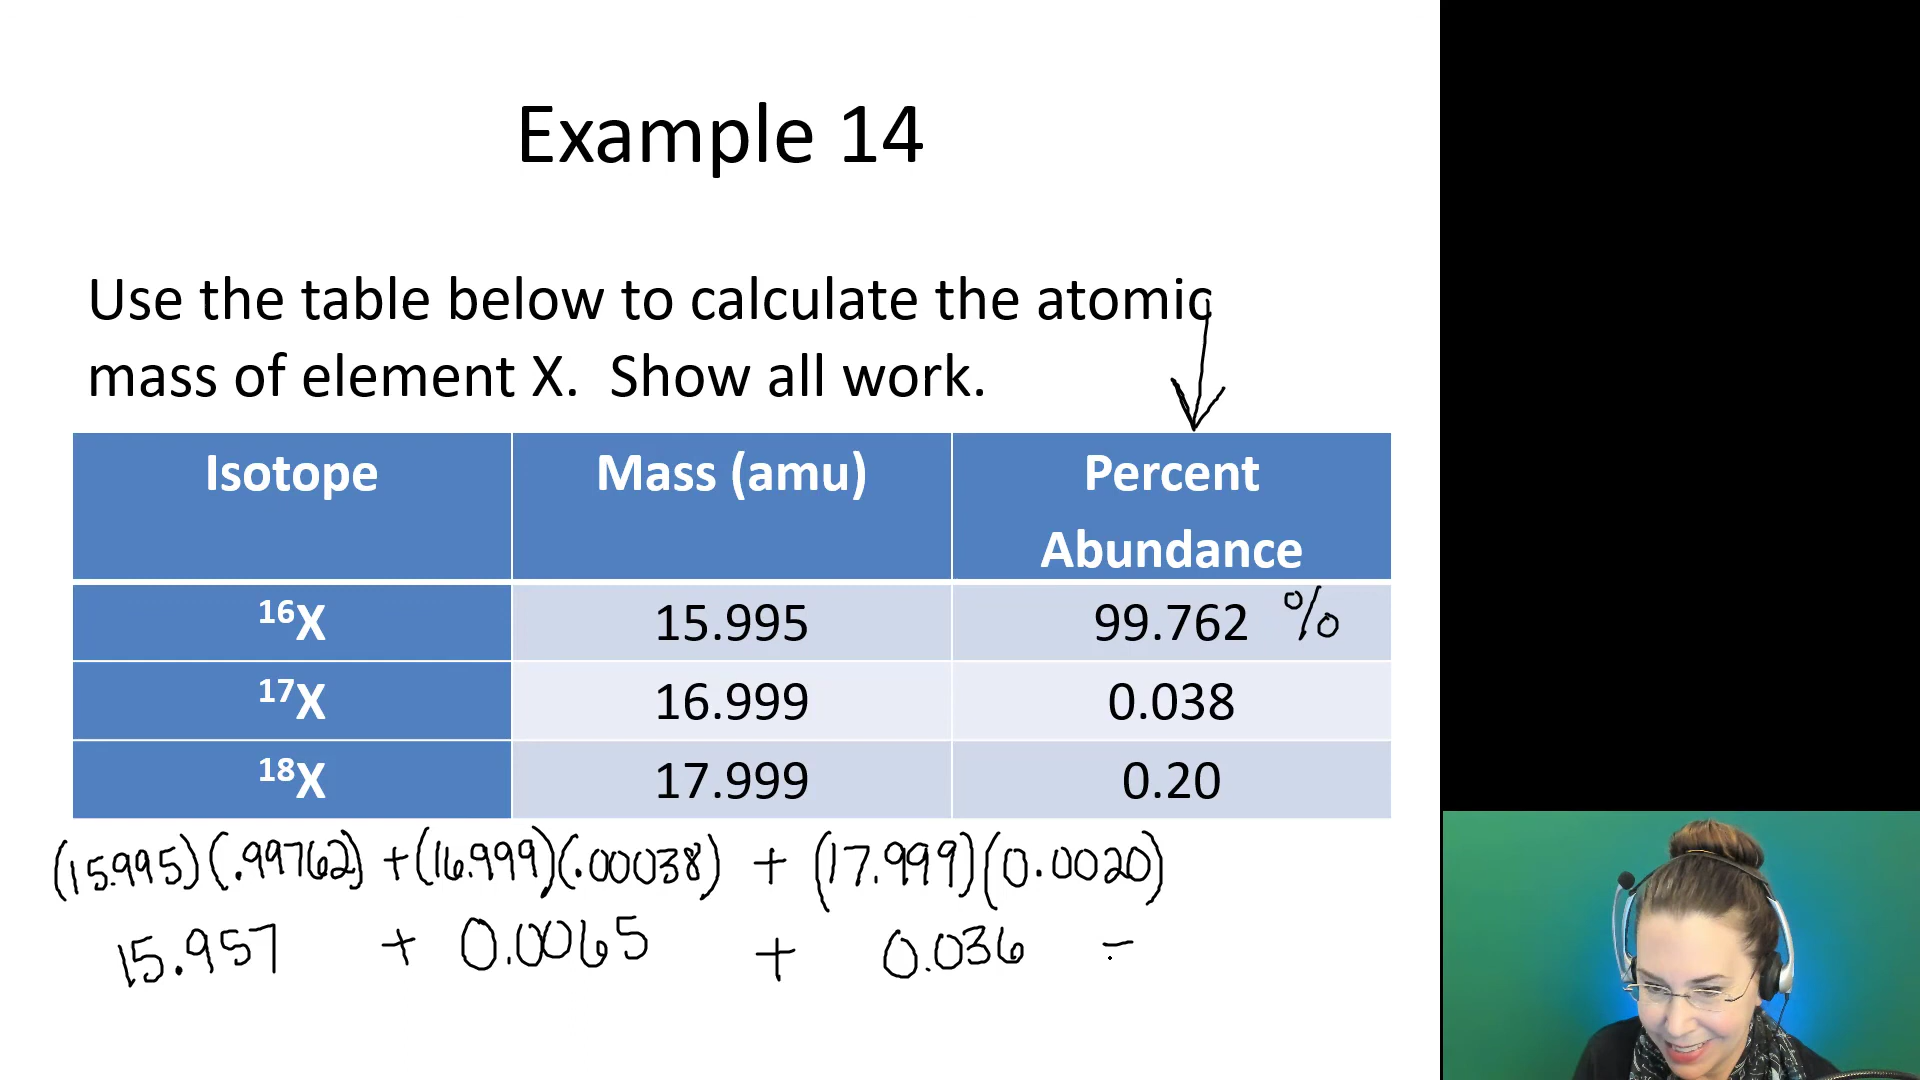 Example 14
Use the table below to calculate the atomic
mass of element X. Show all work.
Isotope Mass (amu) Percent
Abundance
¹⁶X 15.995 99.762 %
¹⁷X 16.999 0.038
¹⁸X 17.999 0.20
(15.995)(.99762) + (16.999)(.00038) + (17.999)(0.0020)
15.957 + 0.0065 + 0.036 =